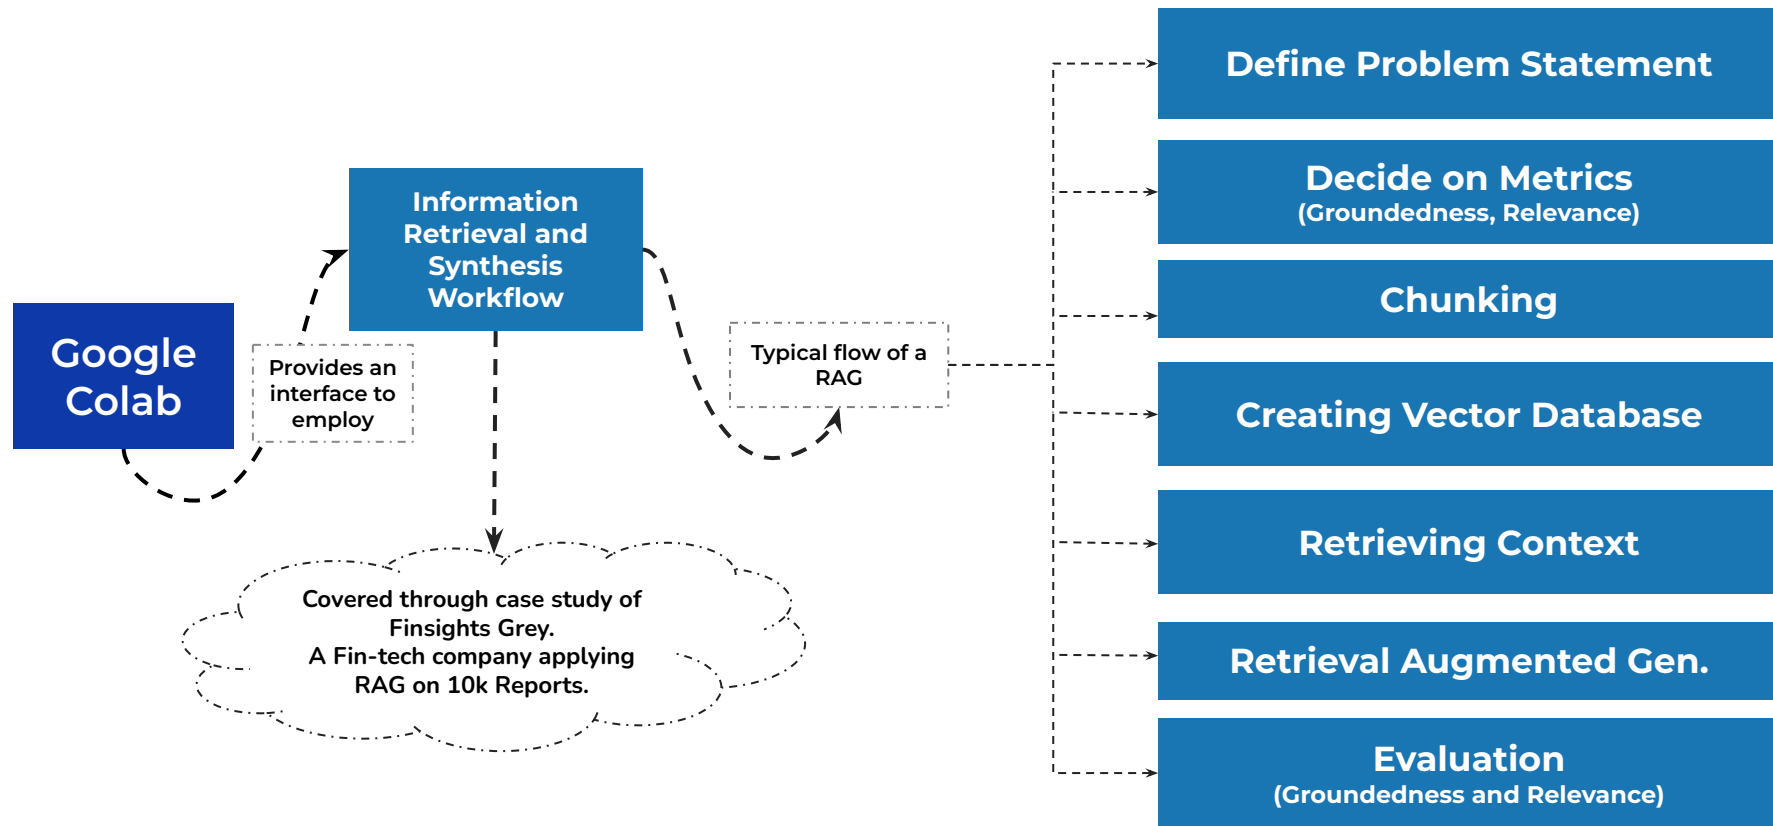 Google
Colab
Provides an
interface to
employ
Information
Retrieval and
Synthesis
Workflow
Covered through case study of
Finsights Grey.
A Fin-tech company applying
RAG on 10k Reports.
Typical flow of a
RAG
Define Problem Statement
Decide on Metrics
(Groundedness, Relevance)
Chunking
Creating Vector Database
Retrieving Context
Retrieval Augmented Gen.
Evaluation
(Groundedness and Relevance)